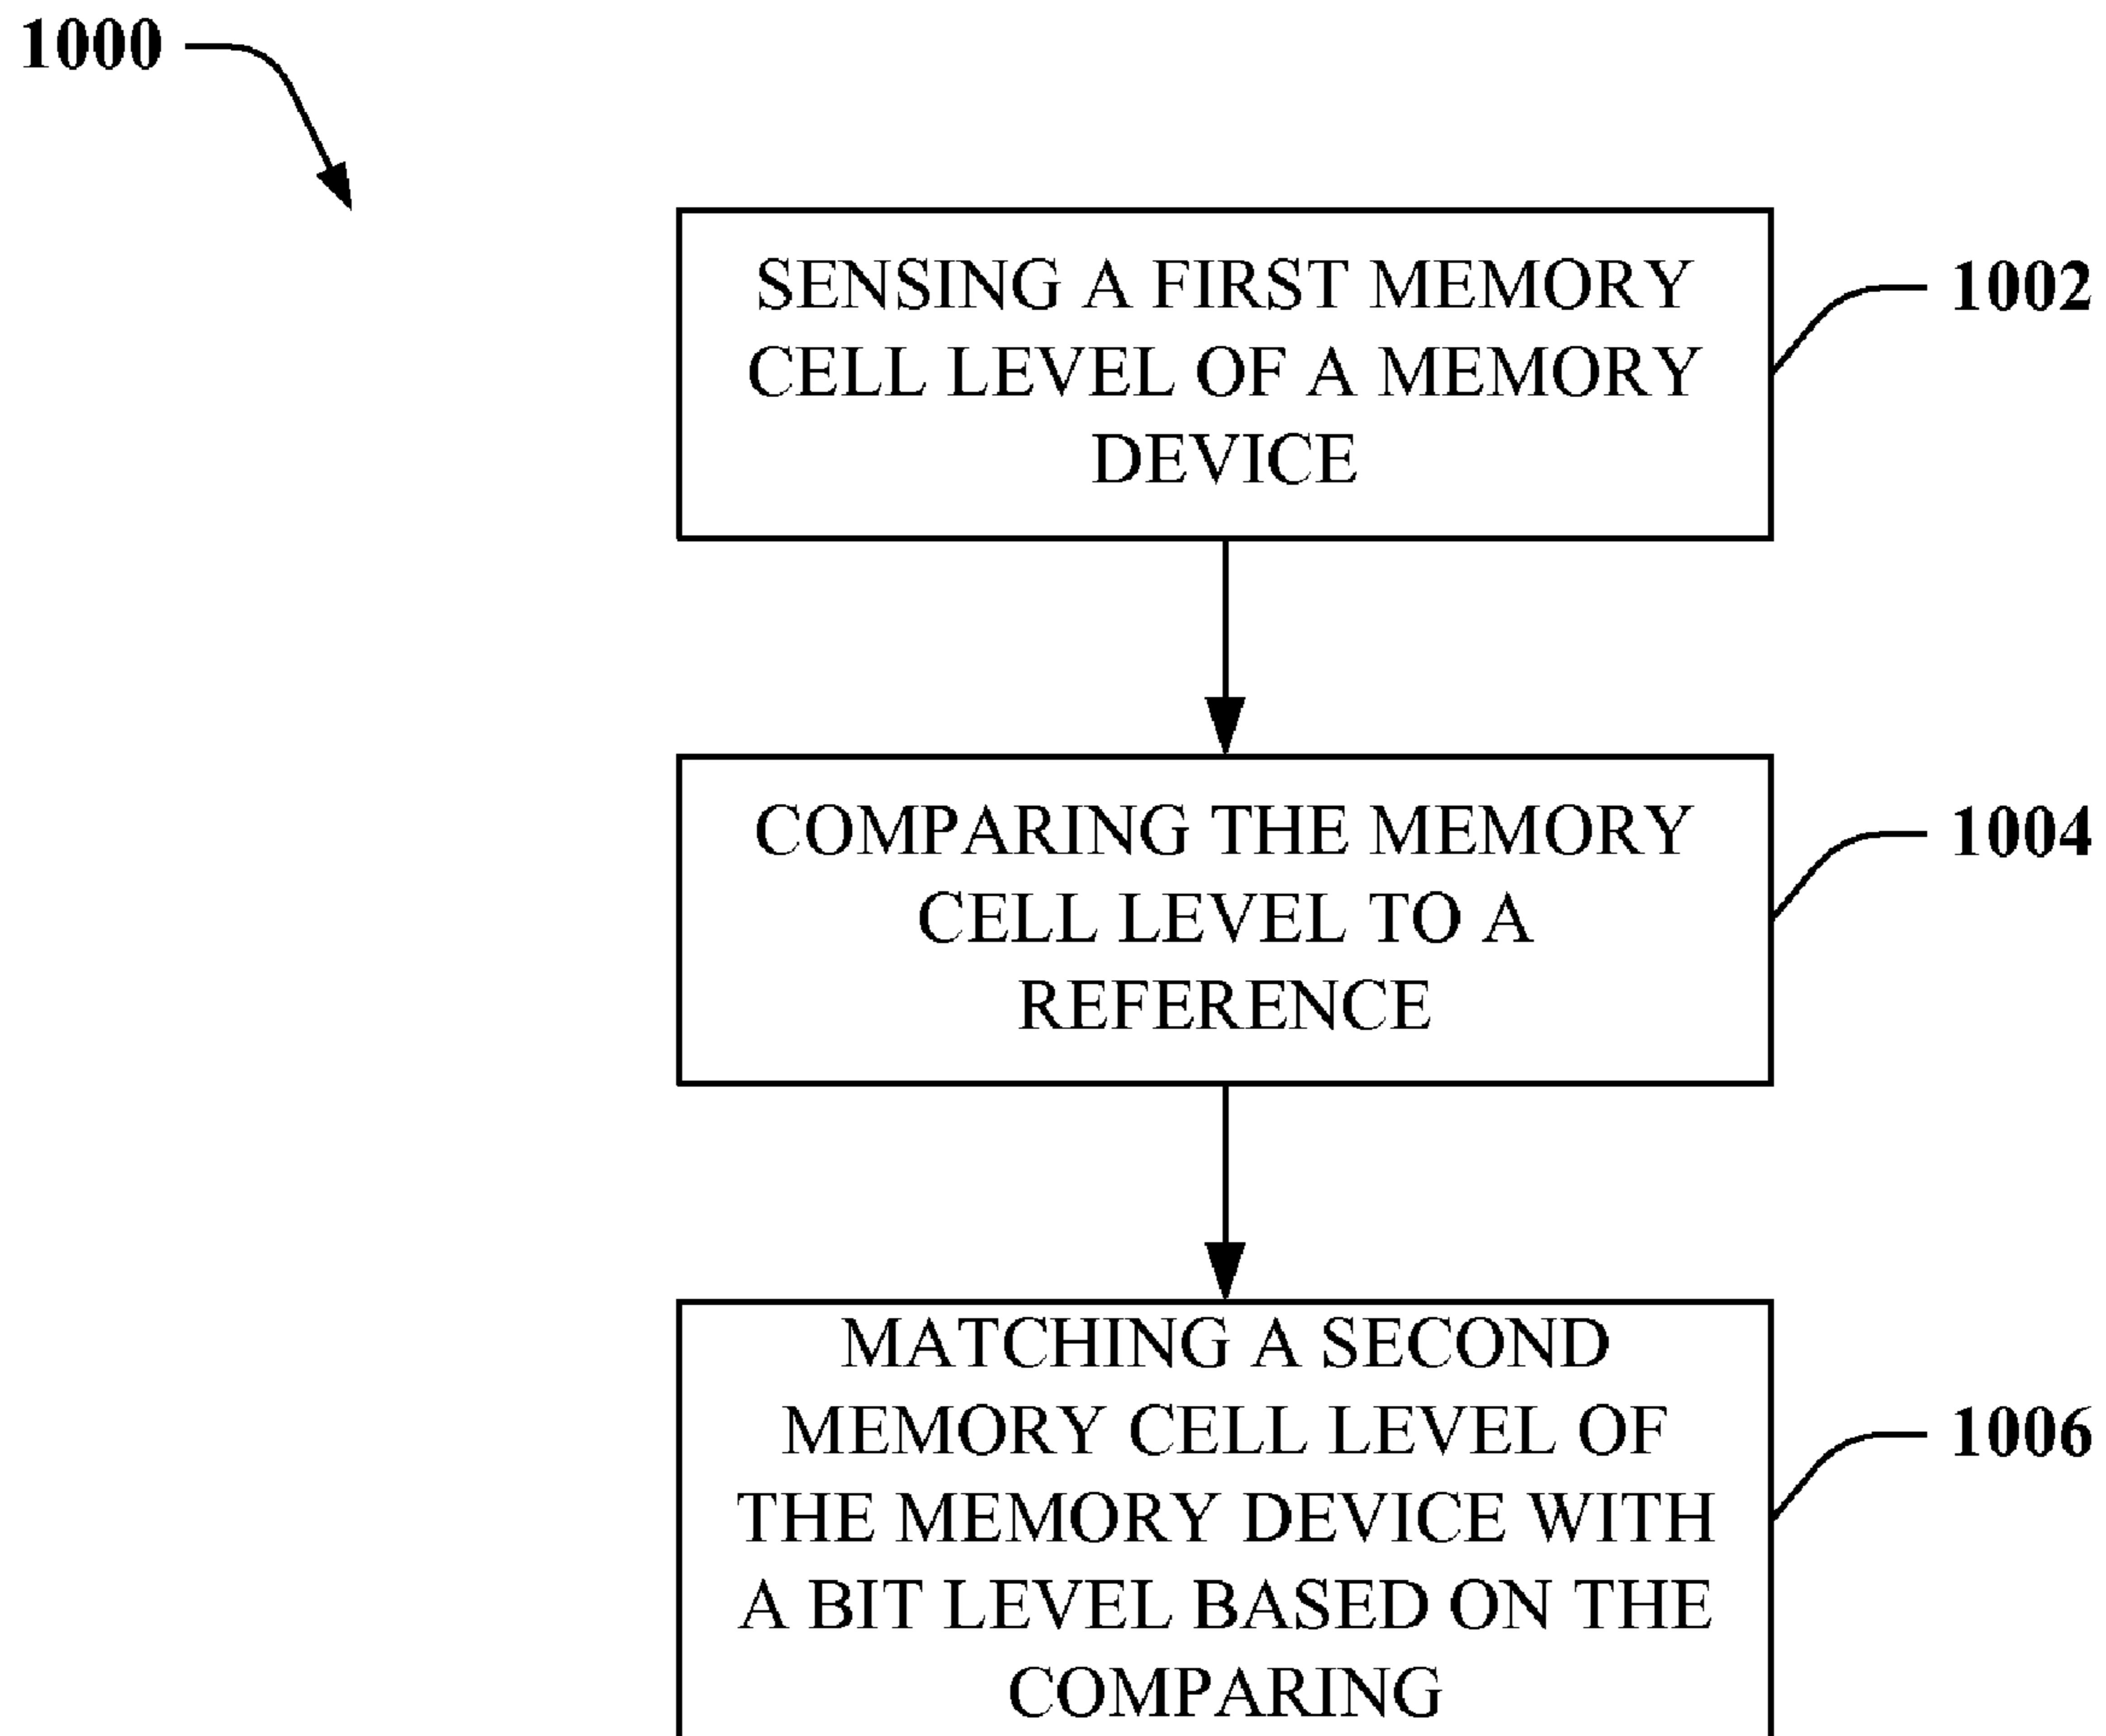 1000
SENSING A FIRST MEMORY
CELL LEVEL OF A MEMORY
DEVICE
1002
COMPARING THE MEMORY
CELL LEVEL TO A
REFERENCE
1004
MATCHING A SECOND
MEMORY CELL LEVEL OF
THE MEMORY DEVICE WITH
A BIT LEVEL BASED ON THE
COMPARING
1006